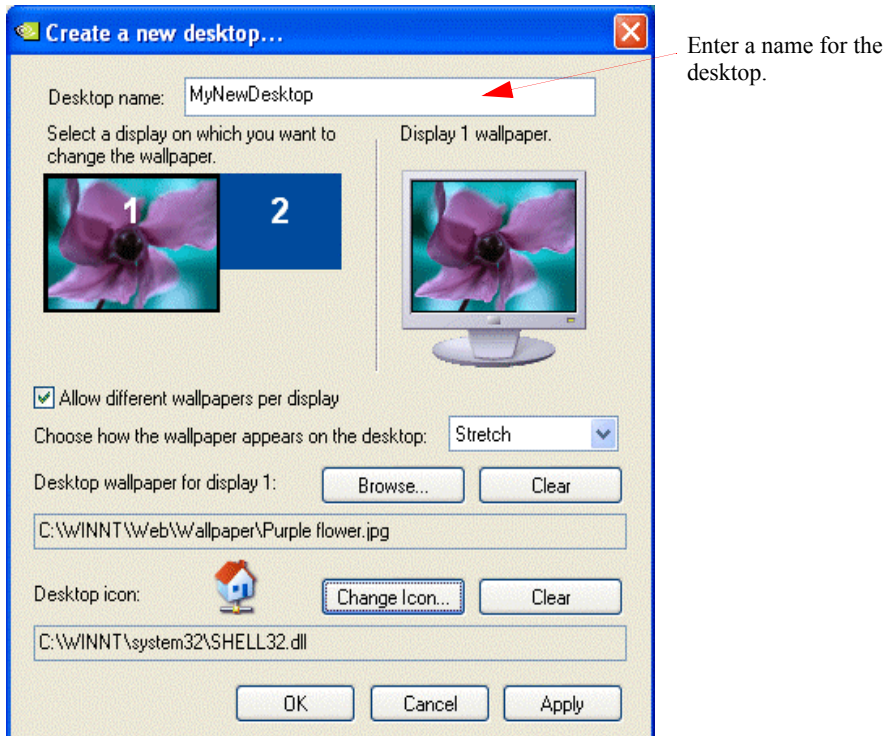 Create a new desktop...
Enter a name for the
desktop.
Desktop name:
MyNewDesktop
Select a display on which you want to
change the wallpaper.
Display 1 wallpaper.
1
2
Allow different wallpapers per display
Choose how the wallpaper appears on the desktop:
Stretch
Desktop wallpaper for display 1:
Browse...
Clear
C:\WINNT\Web\Wallpaper\Purple flower.jpg
Desktop icon:
Change Icon...
Clear
C:\WINNT\system32\SHELL32.dll
OK
Cancel
Apply